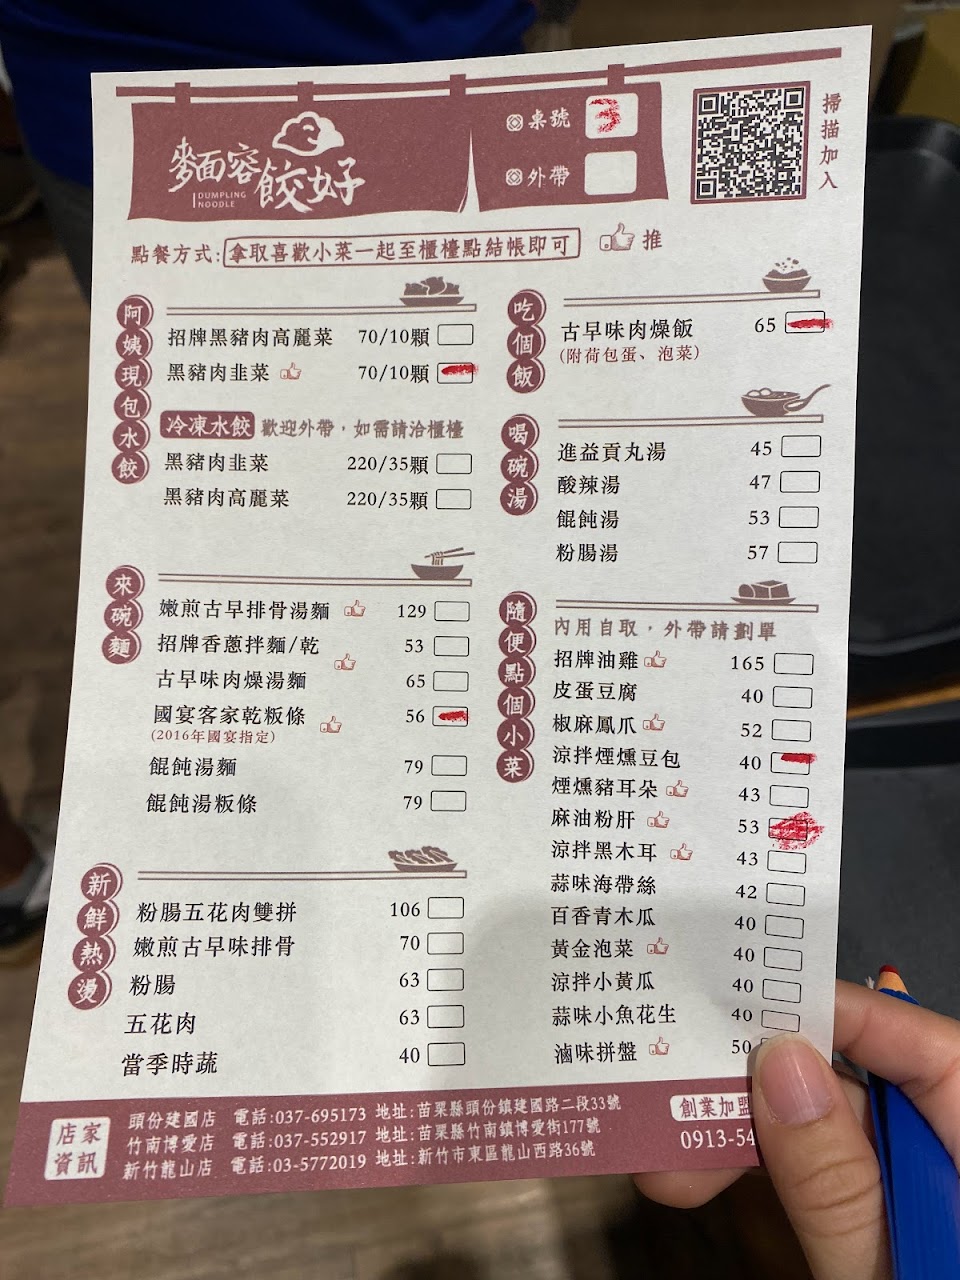 麵容餃好
DUMPLING
NOODLE
桌號 3
外帶
掃描加入
點餐方式:拿取喜歡小菜一起至櫃檯點結帳即可
推
阿姨現包水餃
招牌黑豬肉高麗菜 70/10顆
黑豬肉韭菜 70/10顆
冷凍水餃 歡迎外帶，如需請洽櫃檯
黑豬肉韭菜 220/35顆
黑豬肉高麗菜 220/35顆
來碗麵
嫩煎古早排骨湯麵 129
招牌香蔥拌麵/乾 53
古早味肉燥湯麵 65
國宴客家乾粄條 56
(2016年國宴指定)
餛飩湯麵 79
餛飩湯粄條 79
新鮮熱燙
粉腸五花肉雙拼 106
嫩煎古早味排骨 70
粉腸 63
五花肉 63
當季時蔬 40
吃個飯
古早味肉燥飯 65
(附荷包蛋、泡菜)
喝碗湯
進益貢丸湯 45
酸辣湯 47
餛飩湯 53
粉腸湯 57
隨便點個小菜
內用自取，外帶請劃單
招牌油雞 165
皮蛋豆腐 40
椒麻鳳爪 52
涼拌煙燻豆包 40
煙燻豬耳朵 43
麻油粉肝 53
涼拌黑木耳 43
蒜味海帶絲 42
百香青木瓜 40
黃金泡菜 40
涼拌小黃瓜 40
蒜味小魚花生 40
滷味拼盤 50
店家資訊
頭份建國店 電話:037-695173 地址:苗栗縣頭份鎮建國路二段33號
竹南博愛店 電話:037-552917 地址:苗栗縣竹南鎮博愛街177號
新竹龍山店 電話:03-5772019 地址:新竹市東區龍山西路36號
創業加盟
0913-54